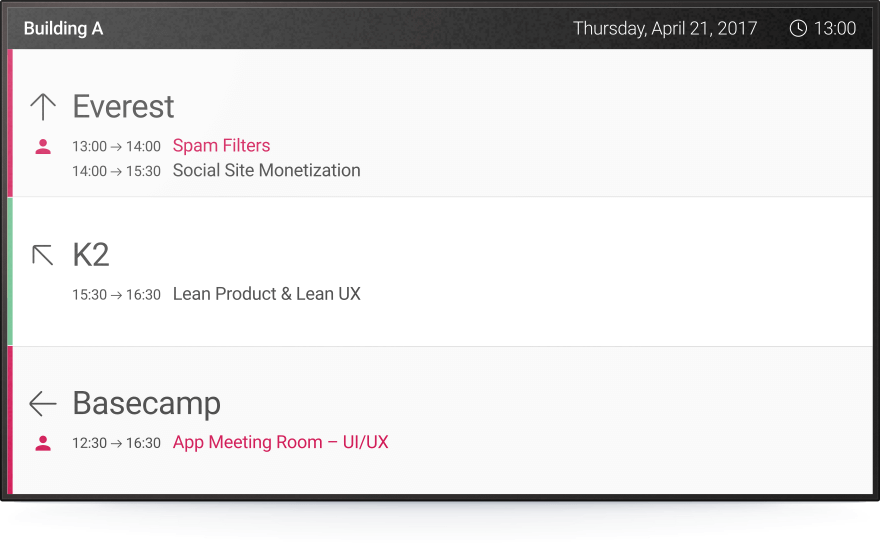 Building A
Thursday, April 21, 2017 13:00
Everest
13:00 → 14:00 Spam Filters
14:00 → 15:30 Social Site Monetization
K2
15:30 → 16:30 Lean Product & Lean UX
Basecamp
12:30 → 16:30 App Meeting Room – UI/UX